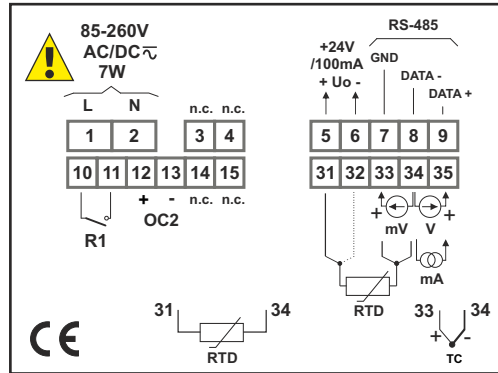 85-260V
AC/DC
7W
L N
1 2 3 4
n.c. n.c.
10 11 12 13 14 15
+ - n.c. n.c.
OC2
R1
RS-485
+24V
/100mA
+ Uo -
GND
DATA -
DATA +
5 6 7 8 9
31 32 33 34 35
+ +
mV V
mA
RTD
31 34
RTD
33 34
+ -
TC
CE